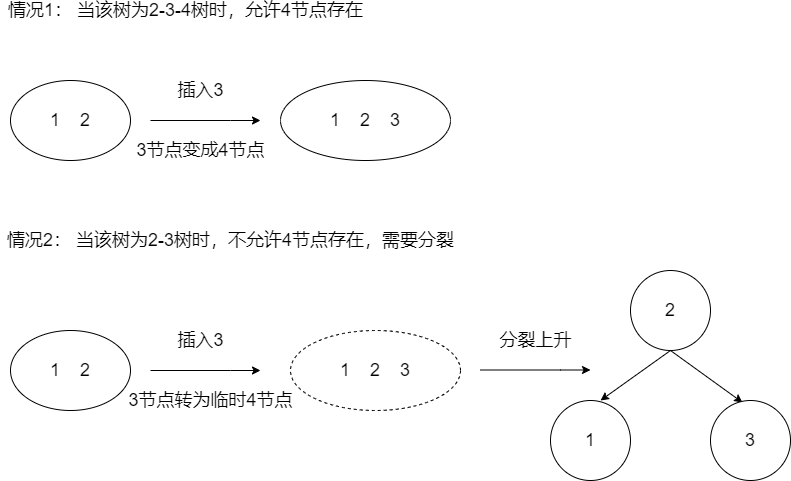 情况1： 当该树为2-3-4树时，允许4节点存在
插入3
1 2
1 2 3
3节点变成4节点
情况2： 当该树为2-3树时，不允许4节点存在，需要分裂
2
插入3
分裂上升
1 2
1 2 3
3节点转为临时4节点
1
3